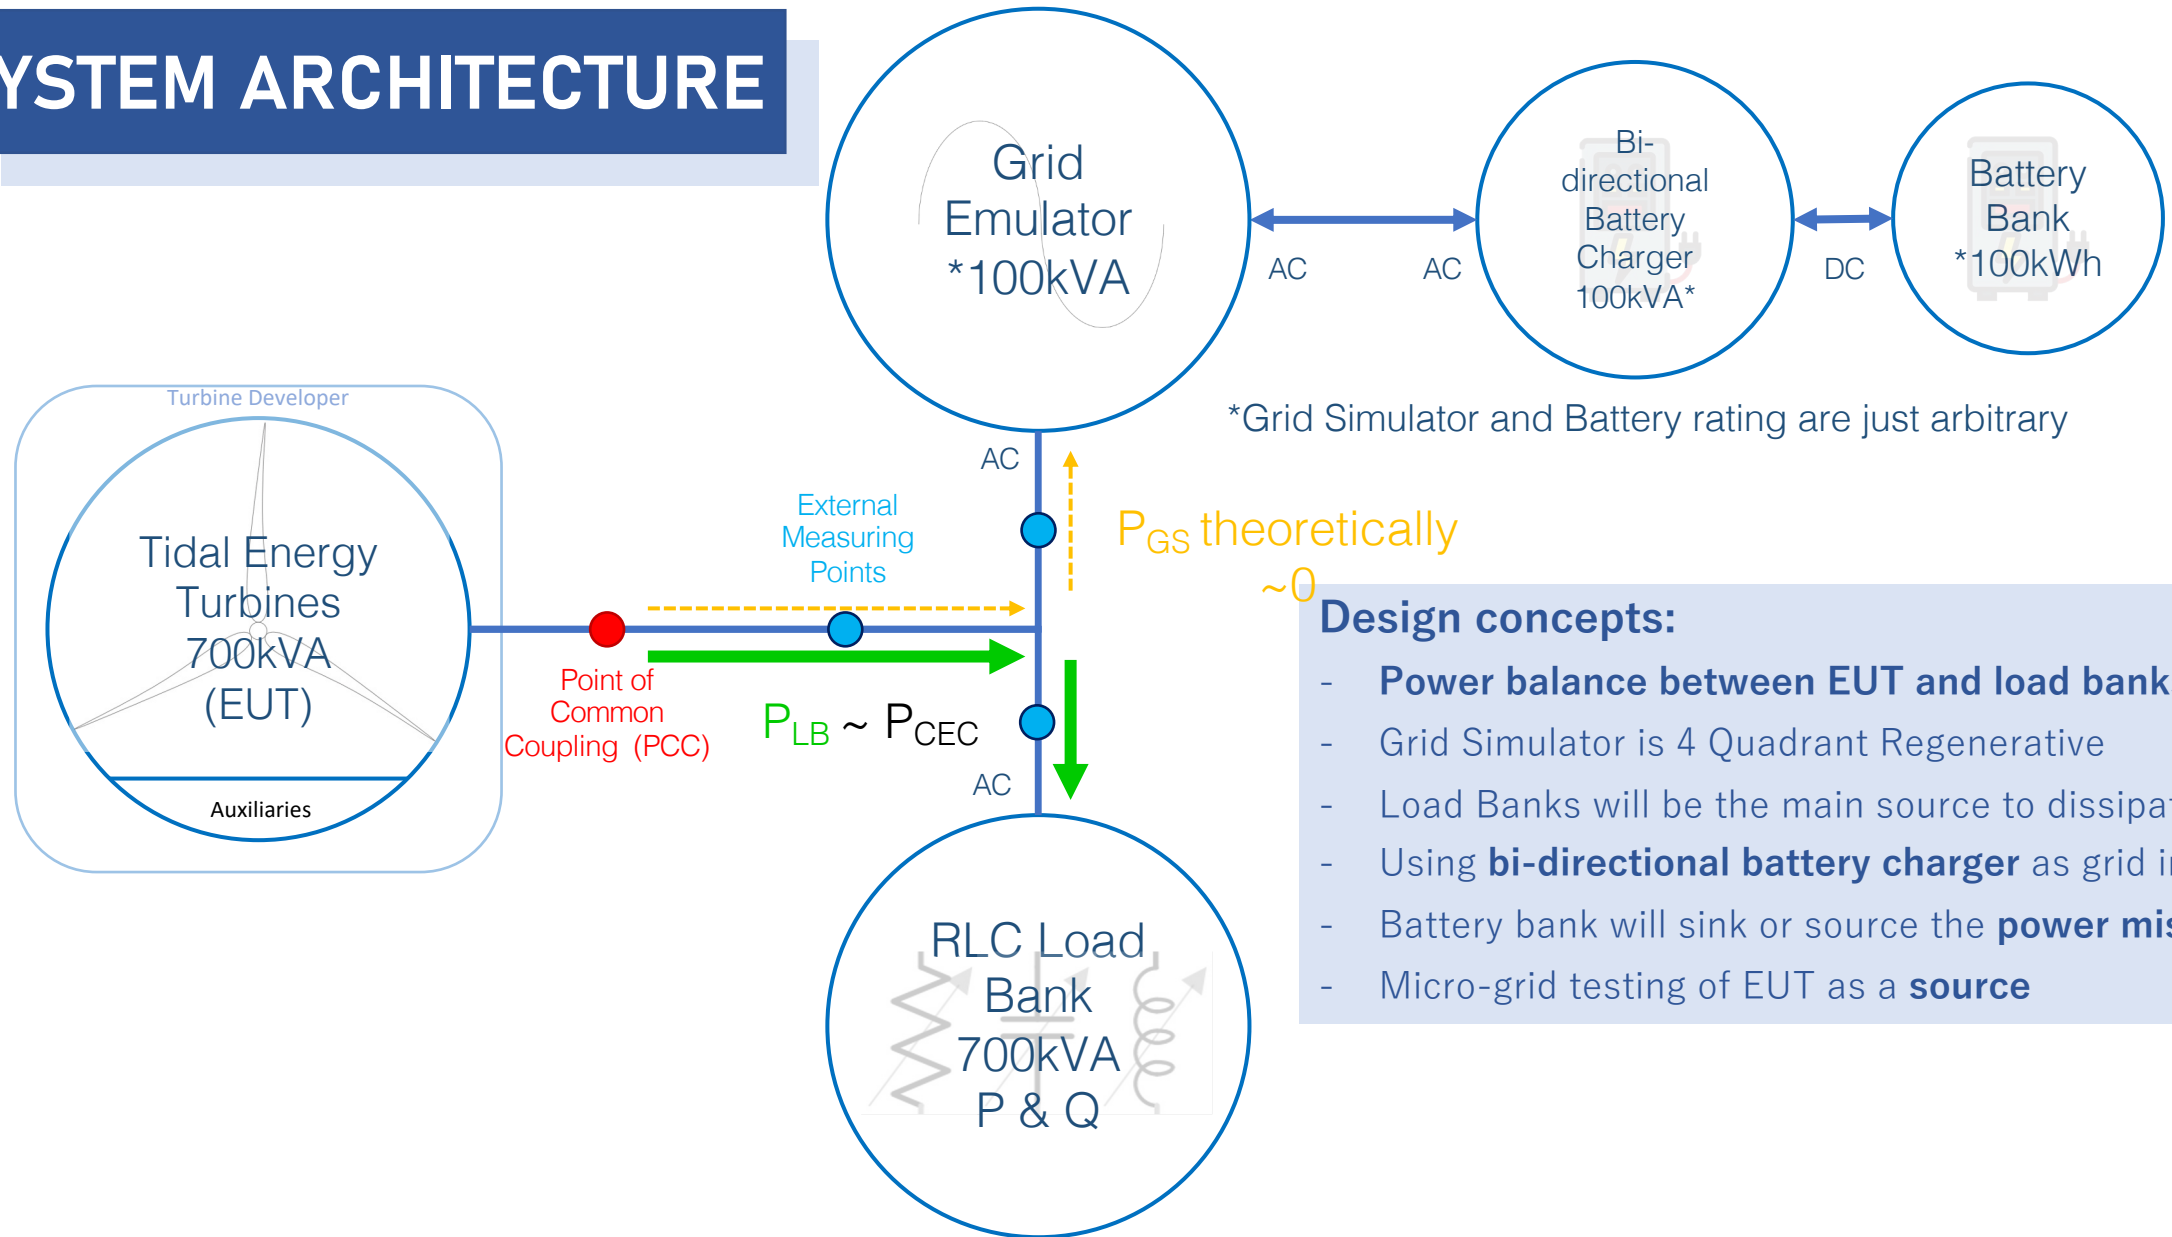 YSTEM ARCHITECTURE
Grid
Emulator
*100kVA
Bi-
directional
Battery
Charger
100kVA*
Battery
Bank
*100kWh
AC
AC
DC
*Grid Simulator and Battery rating are just arbitrary
Turbine Developer
Tidal Energy
Turbines
700kVA
(EUT)
Auxiliaries
AC
External
Measuring
Points
P_GS theoretically
~0
Point of
Common
Coupling (PCC)
P_LB ~ P_CEC
AC
RLC Load
Bank
700kVA
P & Q
Design concepts:
- Power balance between EUT and load bank
- Grid Simulator is 4 Quadrant Regenerative
- Load Banks will be the main source to dissipa
- Using bi-directional battery charger as grid i
- Battery bank will sink or source the power mis
- Micro-grid testing of EUT as a source